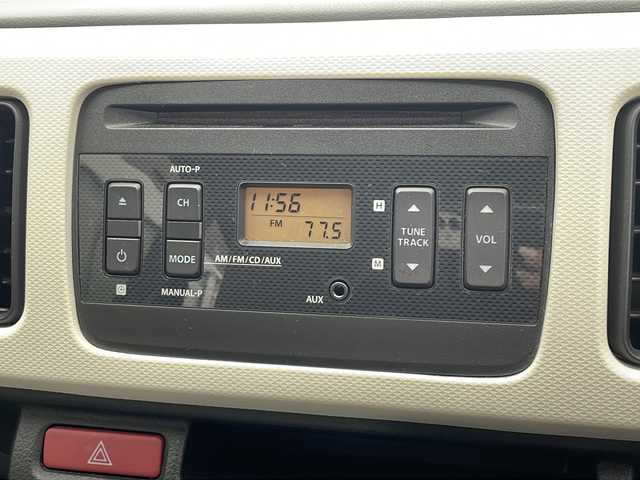 AUTO-P
CH
MODE
AM/FM/CD/AUX
MANUAL-P
11:56
FM
77.5
H
M
AUX
TUNE
TRACK
VOL